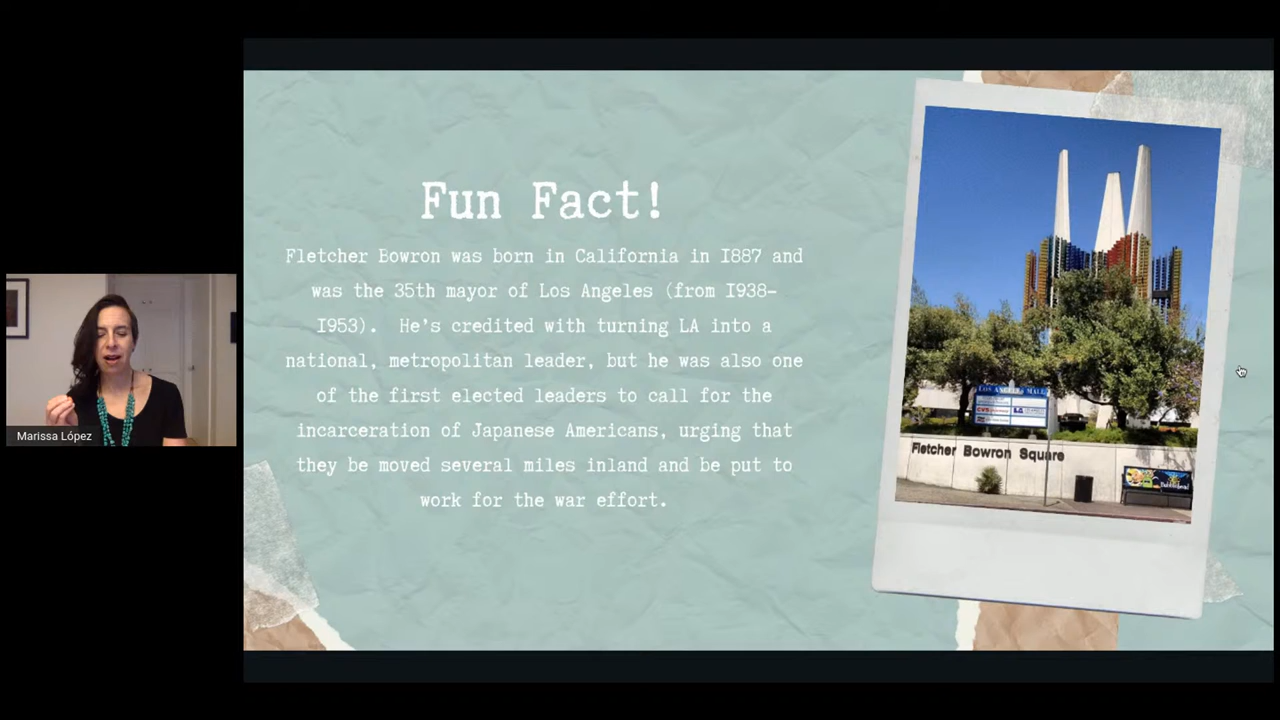 Fun Fact!
Fletcher Bowron was born in California in 1887 and
was the 35th mayor of Los Angeles (from 1938-
1953). He's credited with turning LA into a
national, metropolitan leader, but he was also one
of the first elected leaders to call for the
incarceration of Japanese Americans, urging that
they be moved several miles inland and be put to
work for the war effort.
LOS ANGELES MALL
Fletcher Bowron Square
Marissa López